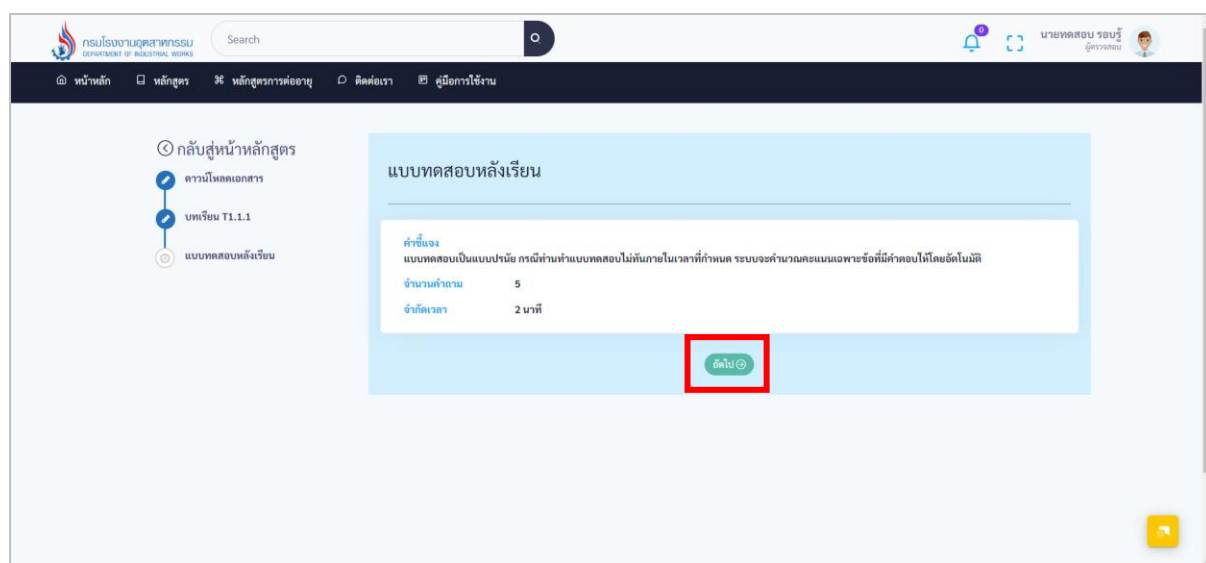 กรมโรงงานอุตสาหกรรม
DEPARTMENT OF INDUSTRIAL WORKS
Search
0
นายทดสอบ รอบรู้
ผู้ตรวจสอบ
หน้าหลัก หลักสูตร หลักสูตรการต่ออายุ ติดต่อเรา คู่มือการใช้งาน
กลับสู่หน้าหลักสูตร
ดาวน์โหลดเอกสาร
บทเรียน T1.1.1
แบบทดสอบหลังเรียน
แบบทดสอบหลังเรียน
คำชี้แจง
แบบทดสอบเป็นแบบปรนัย กรณีท่านทำแบบทดสอบไม่ทันภายในเวลาที่กำหนด ระบบจะคำนวณคะแนนเฉพาะข้อที่มีคำตอบให้โดยอัตโนมัติ
จำนวนคำถาม 5
จำกัดเวลา 2 นาที
ถัดไป